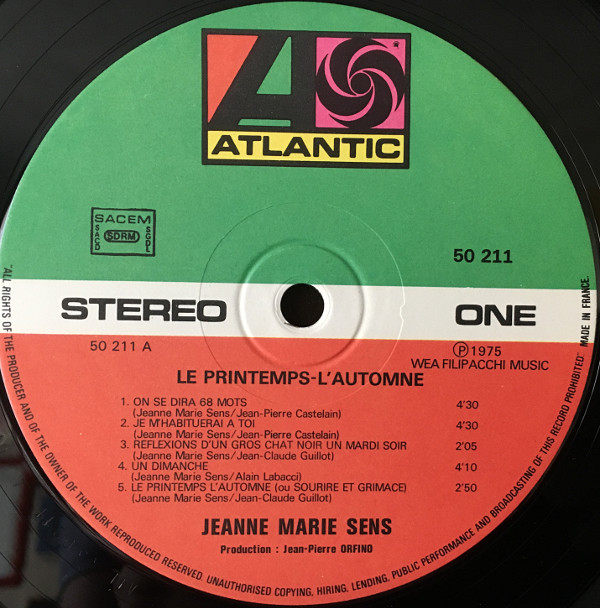 ATLANTIC
SACEM
SACD SDRM SGDL
50 211
STEREO
ONE
50 211 A
℗ 1975
WEA FILIPACCHI MUSIC
LE PRINTEMPS-L'AUTOMNE
1. ON SE DIRA 68 MOTS 4'30
(Jeanne Marie Sens/Jean-Pierre Castelain)
2. JE M'HABITUERAI A TOI 4'30
(Jeanne Marie Sens/Jean-Pierre Castelain)
3. REFLEXIONS D'UN GROS CHAT NOIR UN MARDI SOIR 2'05
(Jeanne Marie Sens/Jean-Claude Guillot)
4. UN DIMANCHE 4'10
(Jeanne Marie Sens/Alain Labacci)
5. LE PRINTEMPS L'AUTOMNE (ou SOURIRE ET GRIMACE) 2'50
(Jeanne Marie Sens/Jean-Claude Guillot)
JEANNE MARIE SENS
Production : Jean-Pierre ORFINO
"ALL RIGHTS OF THE PRODUCER AND OF THE OWNER OF THE WORK REPRODUCED RESERVED. UNAUTHORISED COPYING, HIRING, LENDING, PUBLIC PERFORMANCE AND BROADCASTING OF THIS RECORD PROHIBITED" MADE IN FRANCE.